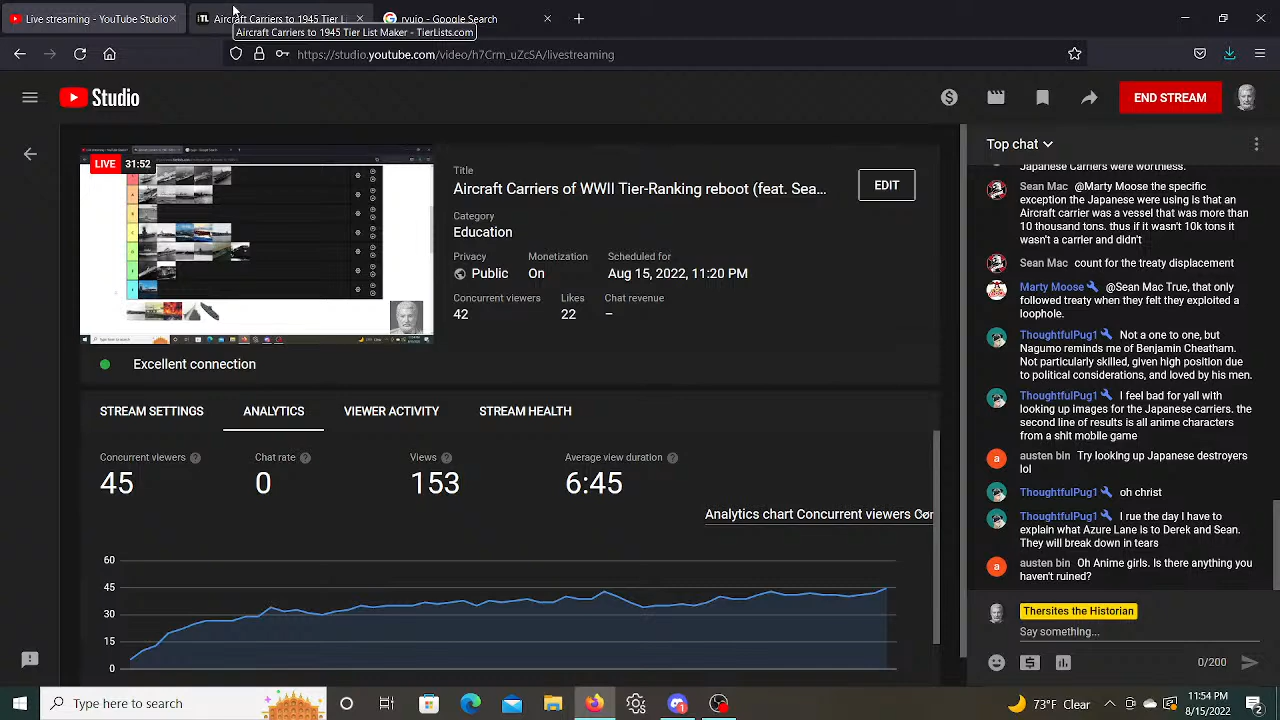 Livestreaming - YouTube Studio
Aircraft Carriers to 1945 Tier Li
ryujo - Google Search
Aircraft Carriers to 1945 Tier List Maker - TierLists.com
https://studio.youtube.com/video/h7Crm_uZcSA/livestreaming
Studio
END STREAM
LIVE 31:52
Title
Aircraft Carriers of WWII Tier-Ranking reboot (feat. Sea...
EDIT
Category
Education
Privacy
Monetization
Scheduled for
Public
On
Aug 15, 2022, 11:20 PM
Concurrent viewers
Likes
Chat revenue
42
22
–
Excellent connection
STREAM SETTINGS
ANALYTICS
VIEWER ACTIVITY
STREAM HEALTH
Concurrent viewers
Chat rate
Views
Average view duration
45
0
153
6:45
Analytics chart Concurrent viewers
60
45
30
15
0
Top chat
Japanese Carriers were worthless.
Sean Mac @Marty Moose the specific
exception the Japanese were using is that an
Aircraft carrier was a vessel that was more than
10 thousand tons. thus if it wasn't 10k tons it
wasn't a carrier and didn't
Sean Mac count for the treaty displacement
Marty Moose @Sean Mac True, that only
followed treaty when they felt they exploited a
loophole.
ThoughtfulPug1 Not a one to one, but
Nagumo reminds me of Benjamin Cheatham.
Not particularly skilled, given high position due
to political considerations, and loved by his men.
ThoughtfulPug1 I feel bad for yall with
looking up images for the Japanese carriers. the
second line of results is all anime characters
from a shit mobile game
austen bin Try looking up Japanese destroyers
lol
ThoughtfulPug1 oh christ
ThoughtfulPug1 I rue the day I have to
explain what Azure Lane is to Derek and Sean.
They will break down in tears
austen bin Oh Anime girls. Is there anything you
haven't ruined?
Thersites the Historian
Say something...
0/200
Type here to search
73°F Clear
11:54 PM
8/15/2022